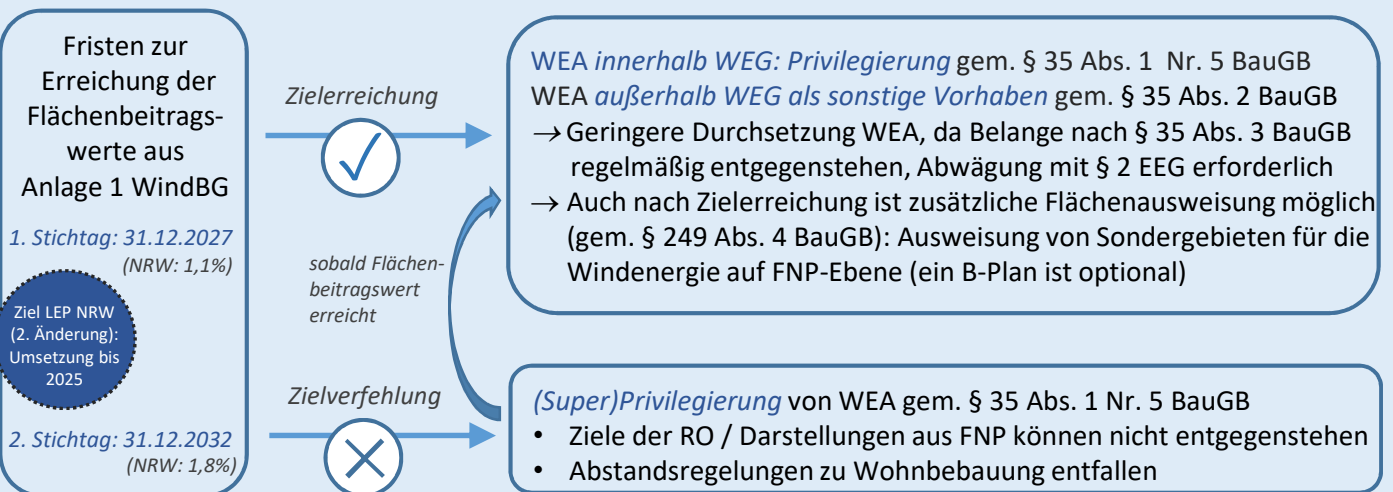 Fristen zur
Erreichung der
Flächenbeitrags-
werte aus
Anlage 1 WindBG
1. Stichtag: 31.12.2027
(NRW: 1,1%)
Ziel LEP NRW
(2. Änderung):
Umsetzung bis
2025
2. Stichtag: 31.12.2032
(NRW: 1,8%)
Zielerreichung
sobald Flächen-
beitragswert
erreicht
Zielverfehlung
WEA innerhalb WEG: Privilegierung gem. § 35 Abs. 1 Nr. 5 BauGB
WEA außerhalb WEG als sonstige Vorhaben gem. § 35 Abs. 2 BauGB
→ Geringere Durchsetzung WEA, da Belange nach § 35 Abs. 3 BauGB
regelmäßig entgegenstehen, Abwägung mit § 2 EEG erforderlich
→ Auch nach Zielerreichung ist zusätzliche Flächenausweisung möglich
(gem. § 249 Abs. 4 BauGB): Ausweisung von Sondergebieten für die
Windenergie auf FNP-Ebene (ein B-Plan ist optional)
(Super)Privilegierung von WEA gem. § 35 Abs. 1 Nr. 5 BauGB
• Ziele der RO / Darstellungen aus FNP können nicht entgegenstehen
• Abstandsregelungen zu Wohnbebauung entfallen